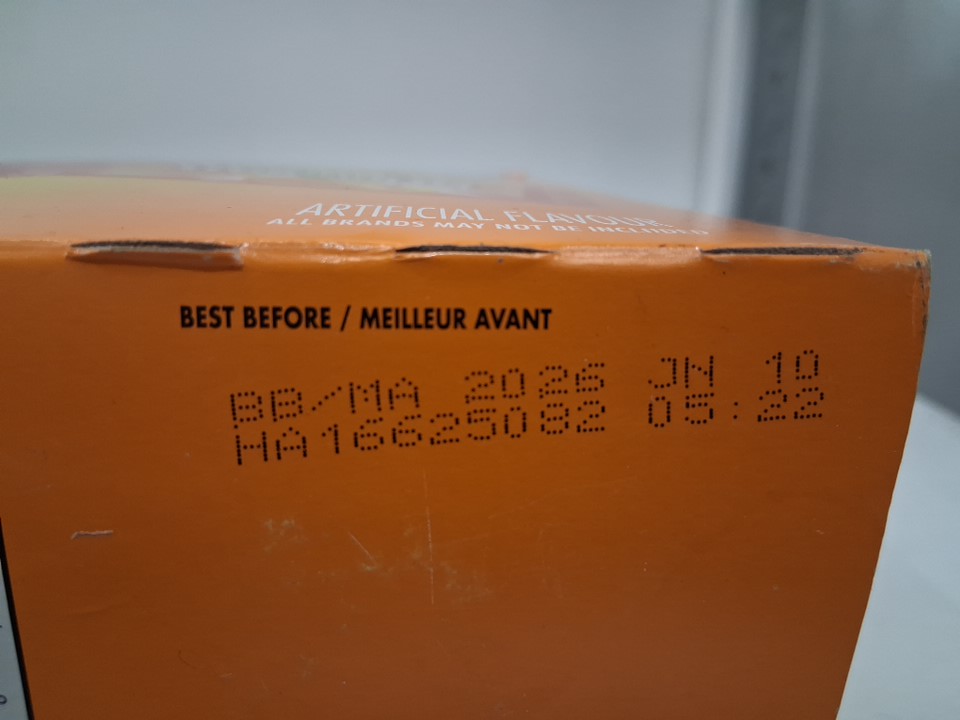 ARTIFICIAL FLAVOUR
ALL BRANDS MAY NOT BE INCLUDED
BEST BEFORE / MEILLEUR AVANT
BB/MA 2026 JN 10
HA16625082 05:22